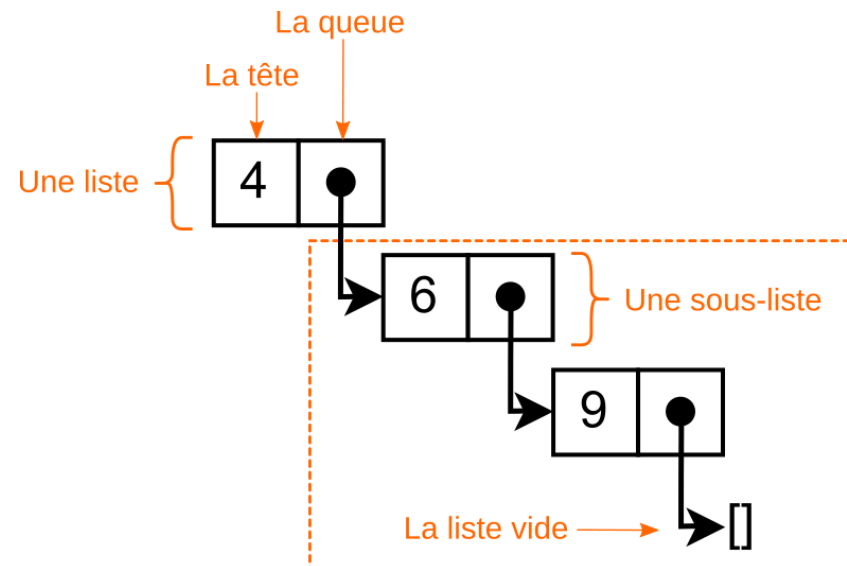 La queue
La tête
Une liste
4
6
Une sous-liste
9
La liste vide
[]